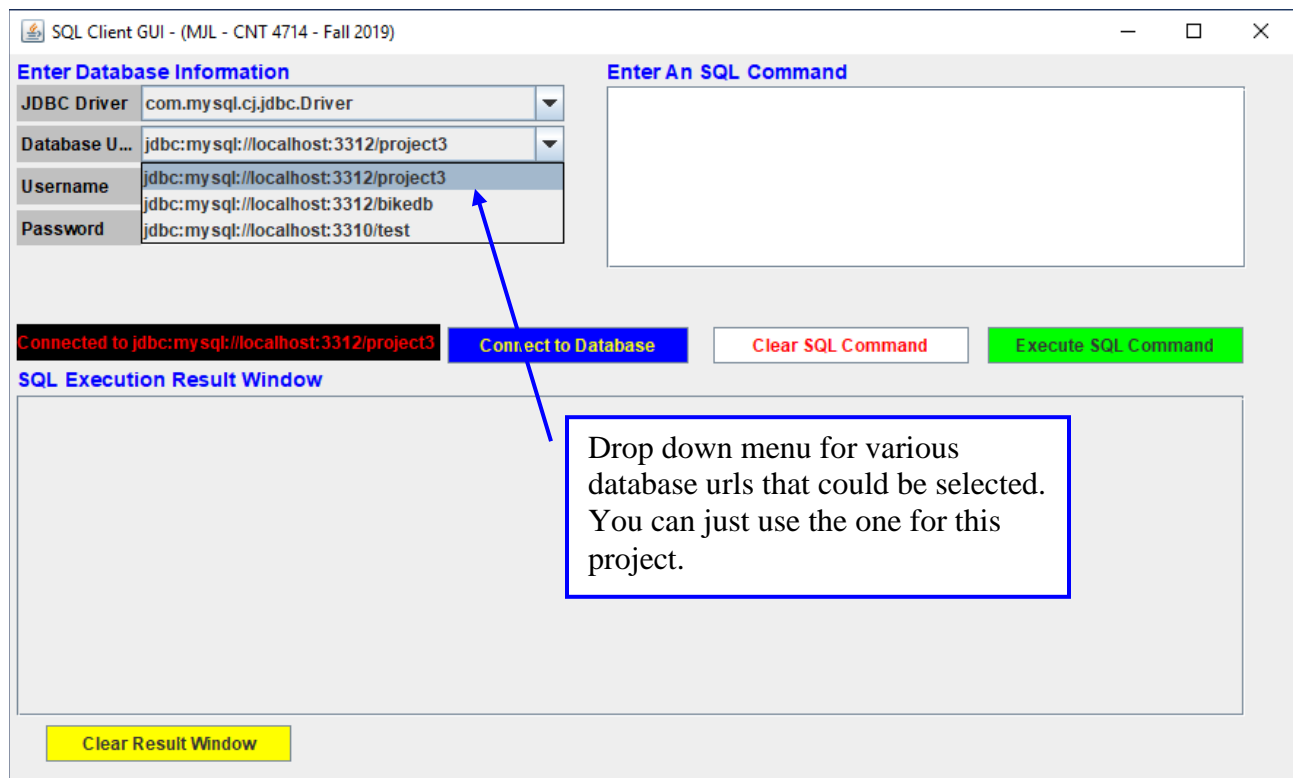 SQL Client GUI - (MJL - CNT 4714 - Fall 2019)
Enter Database Information
Enter An SQL Command
JDBC Driver
com.mysql.cj.jdbc.Driver
Database U...
jdbc:mysql://localhost:3312/project3
Username
jdbc:mysql://localhost:3312/project3
jdbc:mysql://localhost:3312/bikedb
Password
jdbc:mysql://localhost:3310/test
Connected to jdbc:mysql://localhost:3312/project3
Connect to Database
Clear SQL Command
Execute SQL Command
SQL Execution Result Window
Drop down menu for various
database urls that could be selected.
You can just use the one for this
project.
Clear Result Window